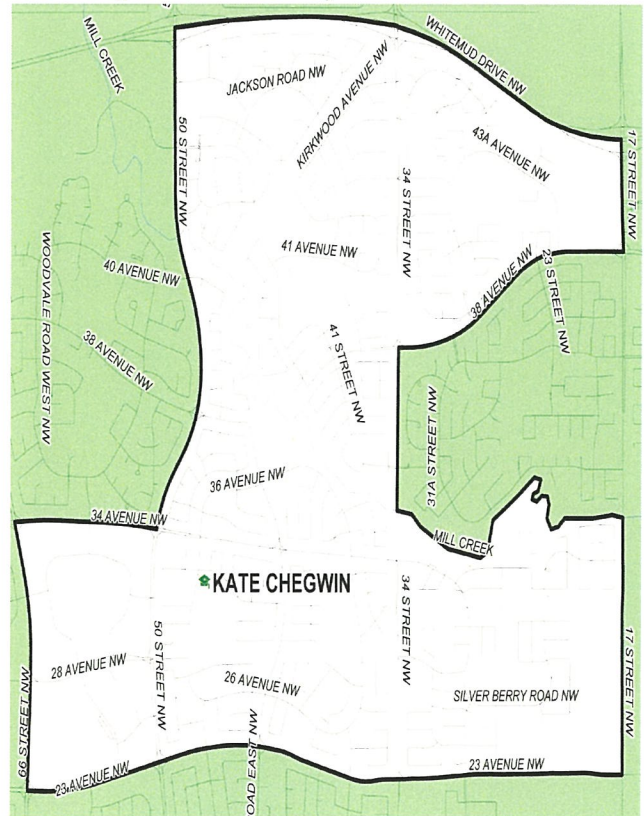 MILL CREEK
WHITEMUD DRIVE NW
JACKSON ROAD NW
KIRKWOOD AVENUE NW
50 STREET NW
43A AVENUE NW
17 STREET NW
34 STREET NW
WOODVALE ROAD WEST NW
40 AVENUE NW
41 AVENUE NW
38 AVENUE NW
23 STREET NW
38 AVENUE NW
41 STREET NW
31A STREET NW
36 AVENUE NW
34 AVENUE NW
MILL CREEK
KATE CHEGWIN
34 STREET NW
50 STREET NW
28 AVENUE NW
26 AVENUE NW
SILVER BERRY ROAD NW
17 STREET NW
66 STREET NW
23 AVENUE NW
OAD EAST NW
23 AVENUE NW